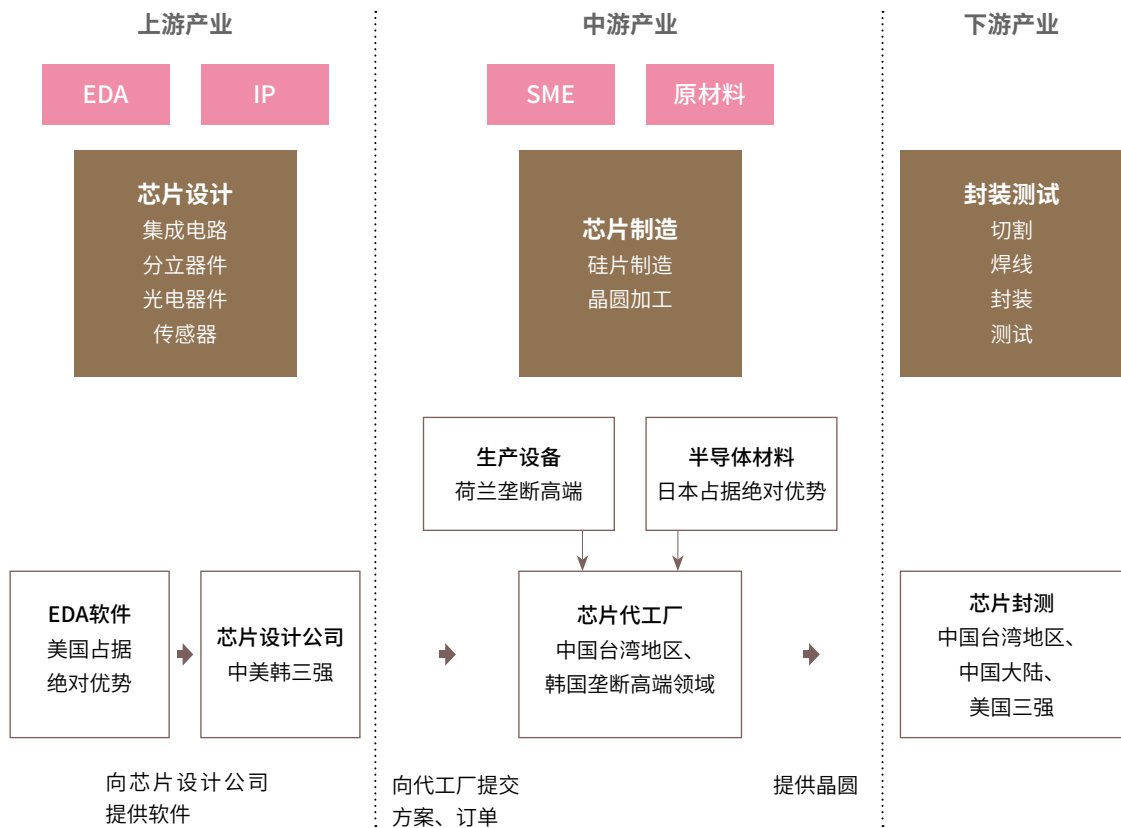 上游产业
中游产业
下游产业
EDA
IP
SME
原材料
芯片设计
集成电路
分立器件
光电器件
传感器
芯片制造
硅片制造
晶圆加工
封装测试
切割
焊线
封装
测试
生产设备
荷兰垄断高端
半导体材料
日本占据绝对优势
EDA软件
美国占据
绝对优势
芯片设计公司
中美韩三强
芯片代工厂
中国台湾地区、
韩国垄断高端领域
芯片封测
中国台湾地区、
中国大陆、
美国三强
向芯片设计公司
提供软件
向代工厂提交
方案、订单
提供晶圆